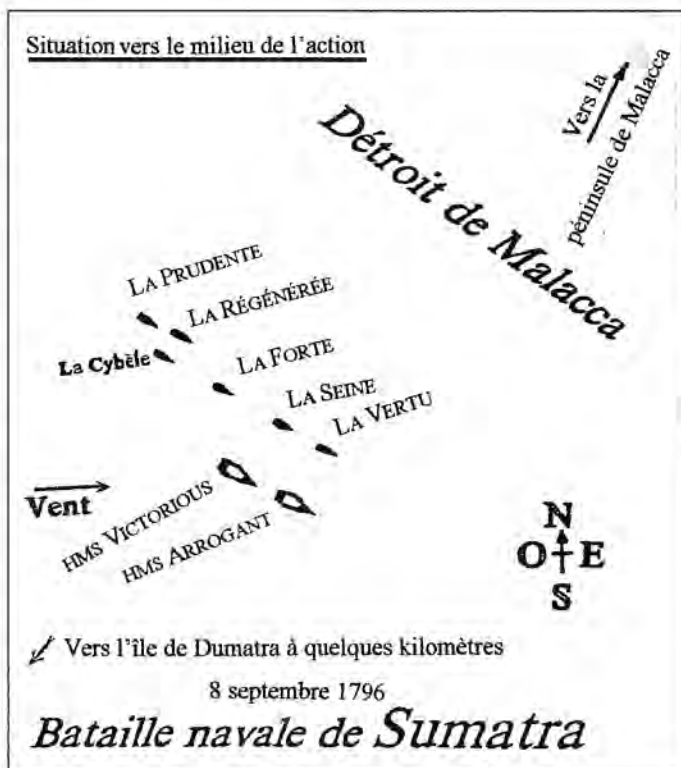 Situation vers le milieu de l'action
Vers la
péninsule de Malacca
Détroit de Malacca
LA PRUDENTE
LA RÉGÉNÉRÉE
La Cybèle
LA FORTE
LA SEINE
LA VERTU
Vent
HMS VICTORIOUS
HMS ARROGANT
N
O E
S
Vers l'île de Dumatra à quelques kilomètres
8 septembre 1796
Bataille navale de Sumatra